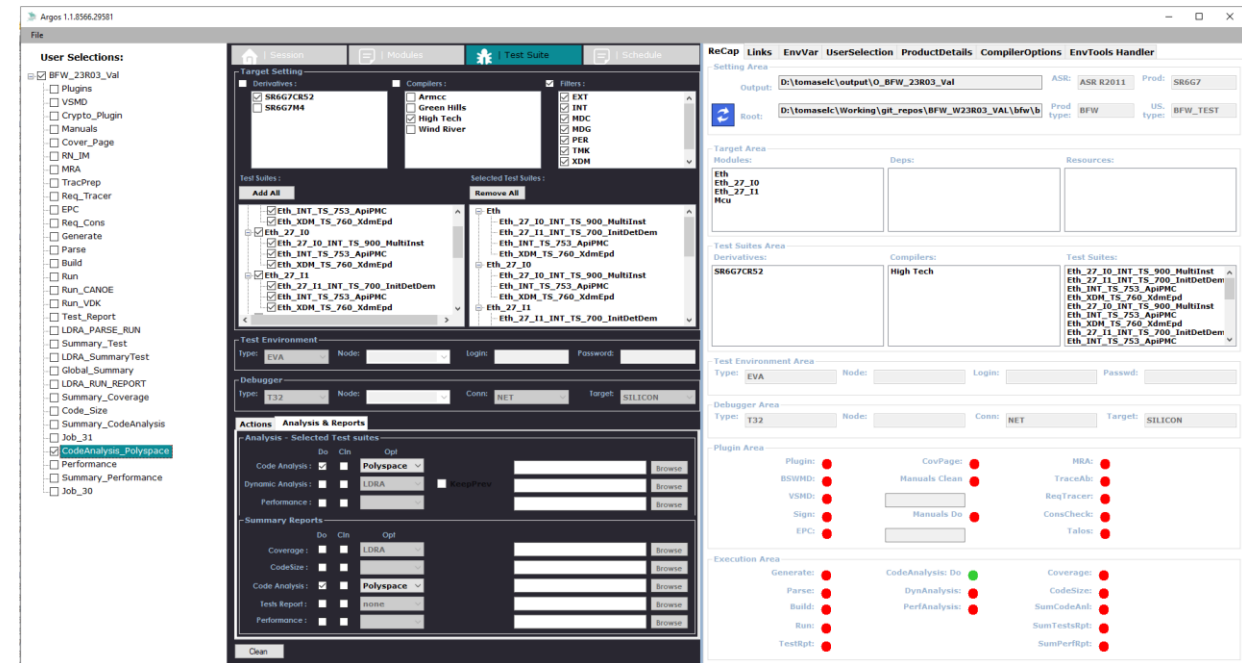 Argos 1.1.8566.29581
File
User Selections:
BFW_23R03_Val
Plugins
VSMD
Crypto_Plugin
Manuals
Cover_Page
RN_IM
MRA
TracPrep
Req_Tracer
EPC
Req_Cons
Generate
Parse
Build
Run
Run_CANOE
Run_VDK
Test_Report
LDRA_PARSE_RUN
Summary_Test
LDRA_SummaryTest
Global_Summary
LDRA_RUN_REPORT
Summary_Coverage
Code_Size
Summary_CodeAnalysis
Job_31
CodeAnalysis_Polyspace
Performance
Summary_Performance
Job_30
| Session | Modules | Test Suite | Schedule
Target Setting
Derivatives : Compilers : Filters :
SR6G7CR52
SR6G7M4
Armcc
Green Hills
High Tech
Wind River
EXT
INT
MDC
MDG
PER
TMK
XDM
Test Suites : Selected Test Suites :
Add All Remove All
Eth_INT_TS_753_ApiPMC
Eth_XDM_TS_760_XdmEpd
Eth_27_I0
Eth_27_I0_INT_TS_900_MultiInst
Eth_INT_TS_753_ApiPMC
Eth_XDM_TS_760_XdmEpd
Eth_27_I1
Eth_27_I1_INT_TS_700_InitDetDem
Eth_INT_TS_753_ApiPMC
Eth_XDM_TS_760_XdmEpd
Eth
Eth_27_I0_INT_TS_900_MultiInst
Eth_27_I1_INT_TS_700_InitDetDem
Eth_INT_TS_753_ApiPMC
Eth_XDM_TS_760_XdmEpd
Eth_27_I0
Eth_27_I0_INT_TS_900_MultiInst
Eth_INT_TS_753_ApiPMC
Eth_XDM_TS_760_XdmEpd
Eth_27_I1
Eth_27_I1_INT_TS_700_InitDetDem
Test Environment
Type: EVA Node: Login: Password:
Debugger
Type: T32 Node: Conn: NET Target: SILICON
Actions Analysis & Reports
Analysis - Selected Test suites
Do Cln Opt
Code Analysis : Polyspace Browse
Dynamic Analysis : LDRA KeepPrev Browse
Performance : Browse
Summary Reports
Do Cln Opt
Coverage : LDRA Browse
CodeSize : Browse
Code Analysis : Polyspace Browse
Tests Report : none Browse
Performance : Browse
Clean
ReCap Links EnvVar UserSelection ProductDetails CompilerOptions EnvTools Handler
Setting Area
Output: D:\tomaselc\output\O_BFW_23R03_Val ASR: ASR R2011 Prod: SR6G7
Root: D:\tomaselc\Working\git_repos\BFW_W23R03_VAL\bfw\b Prod type: BFW US. type: BFW_TEST
Target Area
Modules: Deps: Resources:
Eth
Eth_27_I0
Eth_27_I1
Mcu
Test Suites Area
Derivatives: Compilers: Test Suites:
SR6G7CR52
High Tech
Eth_27_I0_INT_TS_900_MultiInst
Eth_27_I1_INT_TS_700_InitDetDem
Eth_INT_TS_753_ApiPMC
Eth_XDM_TS_760_XdmEpd
Eth_27_I0_INT_TS_900_MultiInst
Eth_INT_TS_753_ApiPMC
Eth_XDM_TS_760_XdmEpd
Eth_27_I1_INT_TS_700_InitDetDem
Eth_INT_TS_753_ApiPMC
Test Environment Area
Type: EVA Node: Login: Passwd:
Debugger Area
Type: T32 Node: Conn: NET Target: SILICON
Plugin Area
Plugin: CovPage: MRA:
BSWMD: Manuals Clean TraceAb:
VSMD: ReqTracer:
Sign: Manuals Do ConsCheck:
EPC: Talos:
Execution Area
Generate: CodeAnalysis: Do Coverage:
Parse: DynAnalysis: CodeSize:
Build: PerfAnalysis: SumCodeAnl:
Run: SumTestsRpt:
TestRpt: SumPerfRpt: